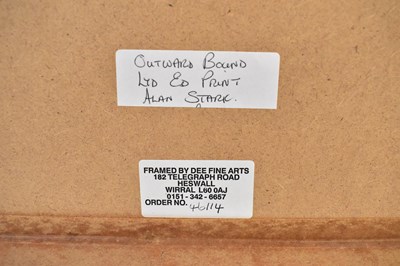 OUTWARD BOUND
LTD ED PRINT
ALAN STARK.
FRAMED BY DEE FINE ARTS
182 TELEGRAPH ROAD
HESWALL
WIRRAL L60 0AJ
0151 - 342 - 6657
ORDER NO. 46114